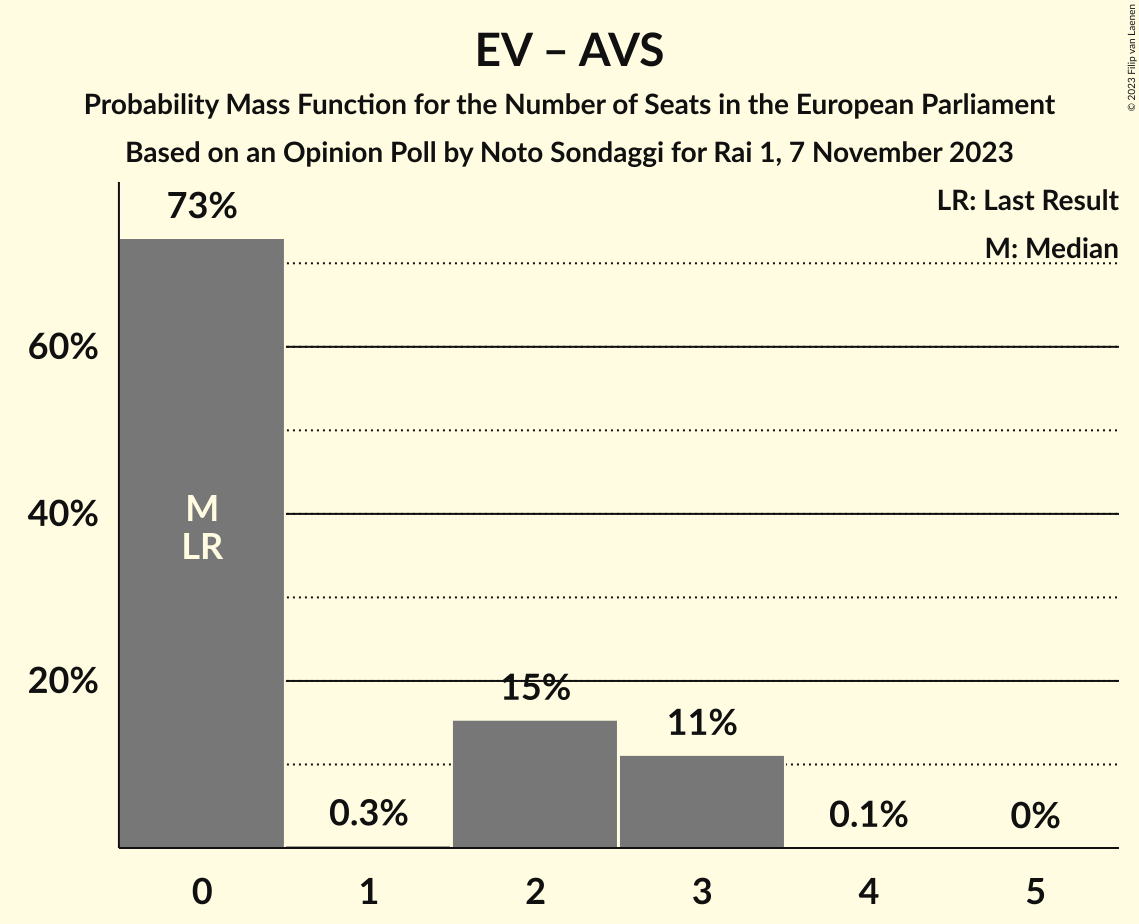 EV – AVS
Probability Mass Function for the Number of Seats in the European Parliament
Based on an Opinion Poll by Noto Sondaggi for Rai 1, 7 November 2023
© 2023 Filip van Laenen
LR: Last Result
M: Median
73%
60%
40%
20%
M
LR
15%
11%
0.3%
0.1%
0%
0 1 2 3 4 5